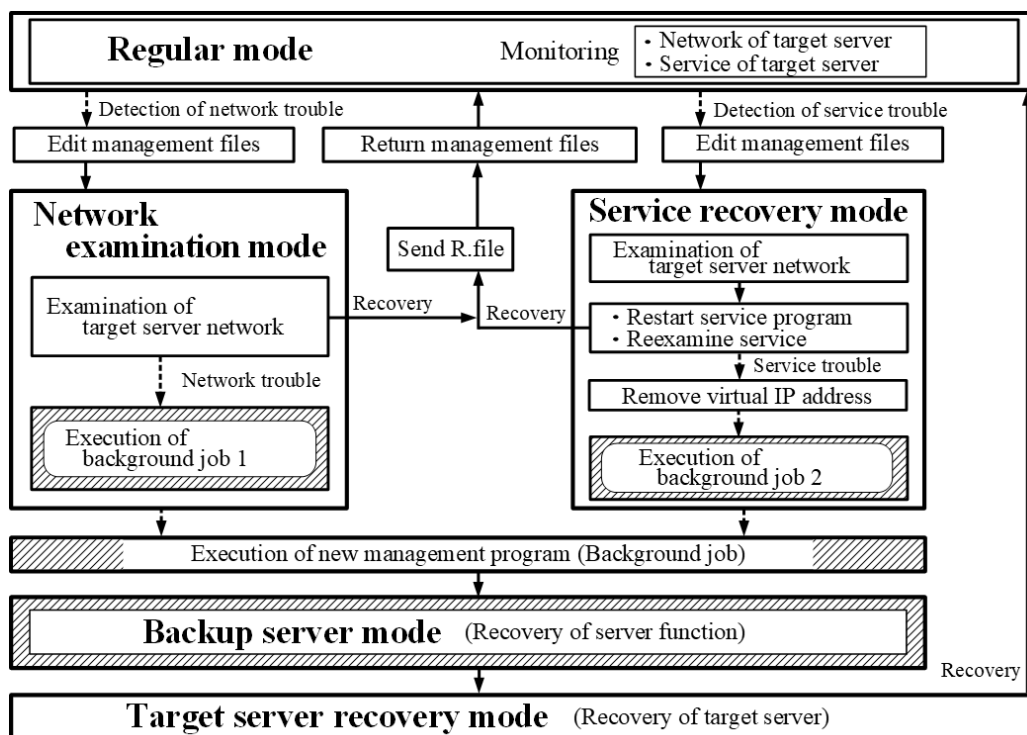 Regular mode
Monitoring
・Network of target server
・Service of target server
Detection of network trouble
Detection of service trouble
Edit management files
Return management files
Edit management files
Network
examination mode
Examination of
target server network
Network trouble
Execution of
background job 1
Recovery
Send R.file
Recovery
Service recovery mode
Examination of
target server network
・Restart service program
・Reexamine service
Service trouble
Remove virtual IP address
Execution of
background job 2
Execution of new management program (Background job)
Backup server mode (Recovery of server function)
Recovery
Target server recovery mode (Recovery of target server)